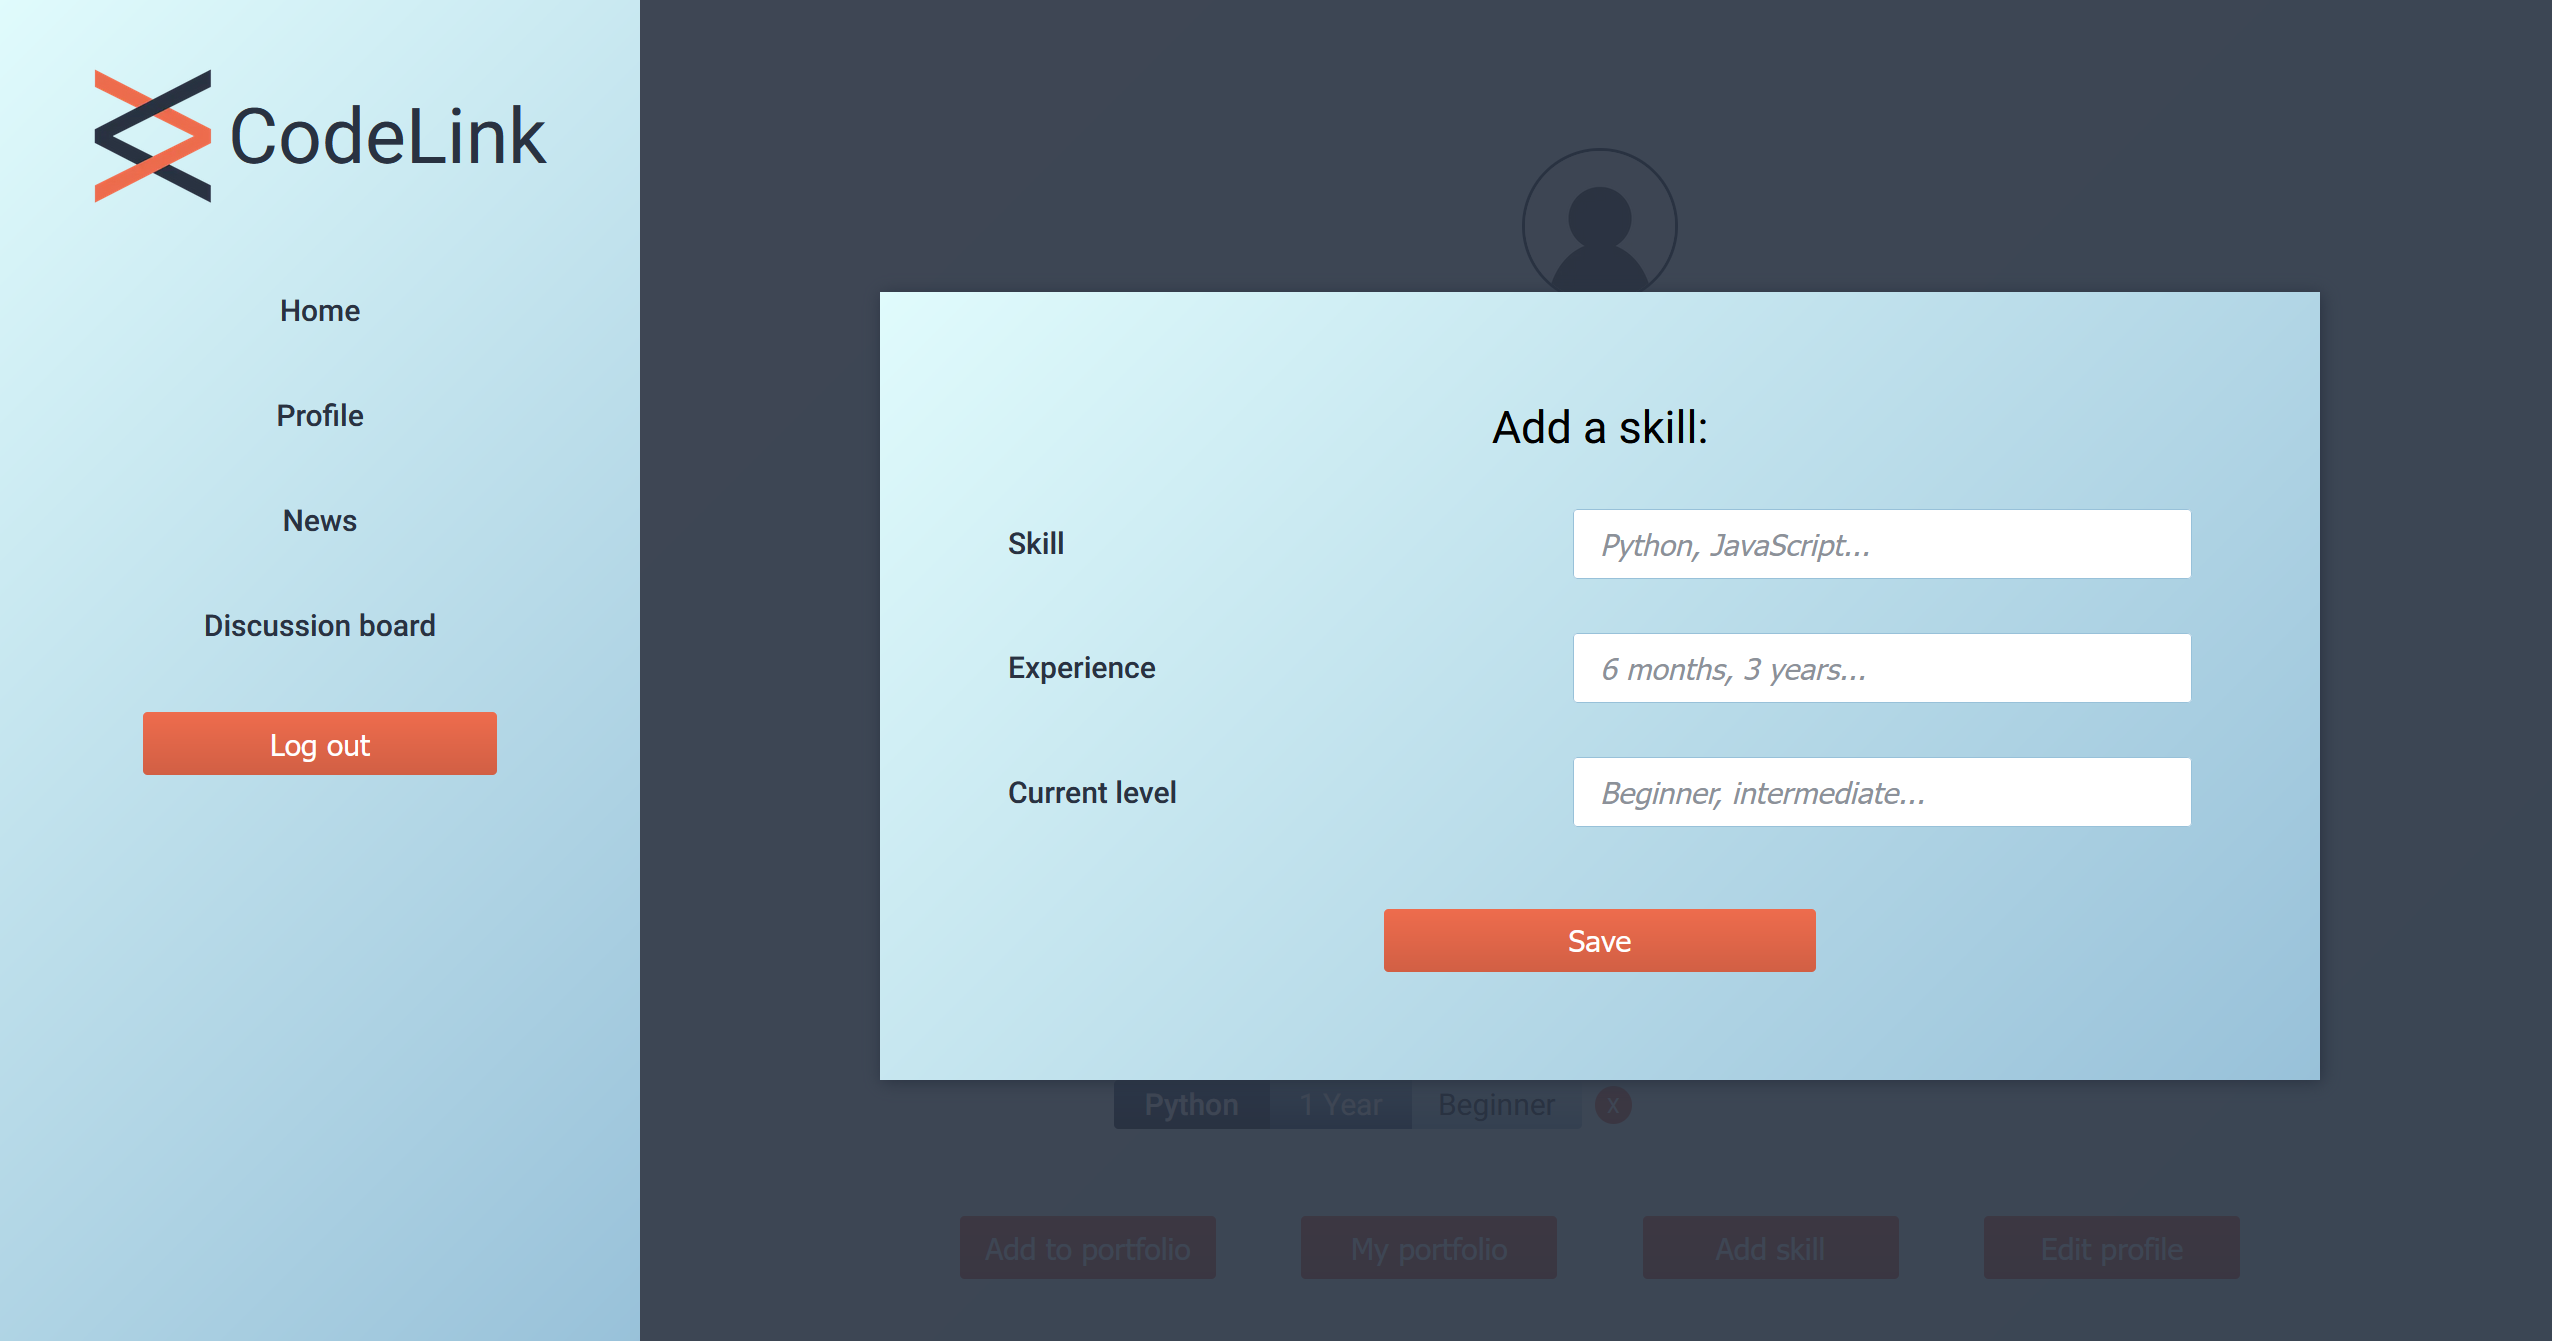 CodeLink
Home
Profile
News
Discussion board
Log out
Add a skill:
Skill
Python, JavaScript...
Experience
6 months, 3 years...
Current level
Beginner, intermediate...
Save
Python 1 Year Beginner X
Add to portfolio My portfolio Add skill Edit profile